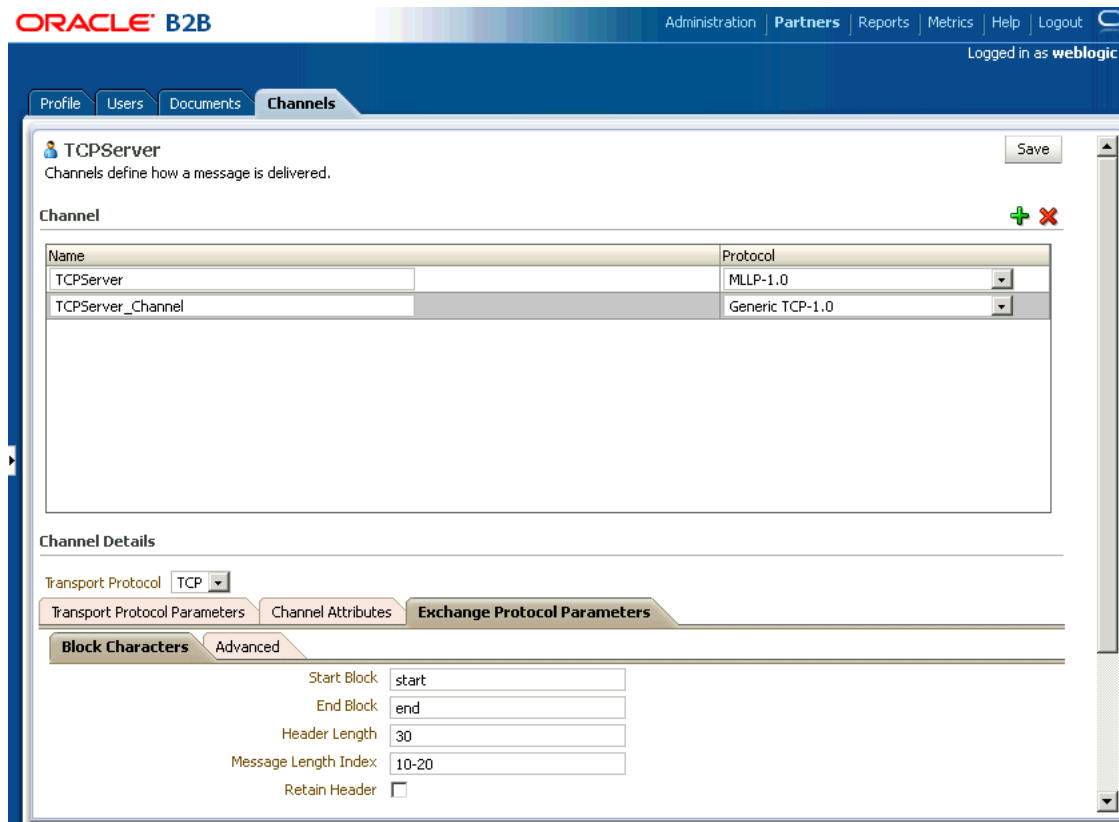 ORACLE B2B
Administration | Partners | Reports | Metrics | Help | Logout
Logged in as weblogic
Profile Users Documents Channels
TCPServer Save
Channels define how a message is delivered.
Channel
Name Protocol
TCPServer MLLP-1.0
TCPServer_Channel Generic TCP-1.0
Channel Details
Transport Protocol TCP
Transport Protocol Parameters Channel Attributes Exchange Protocol Parameters
Block Characters Advanced
Start Block start
End Block end
Header Length 30
Message Length Index 10-20
Retain Header